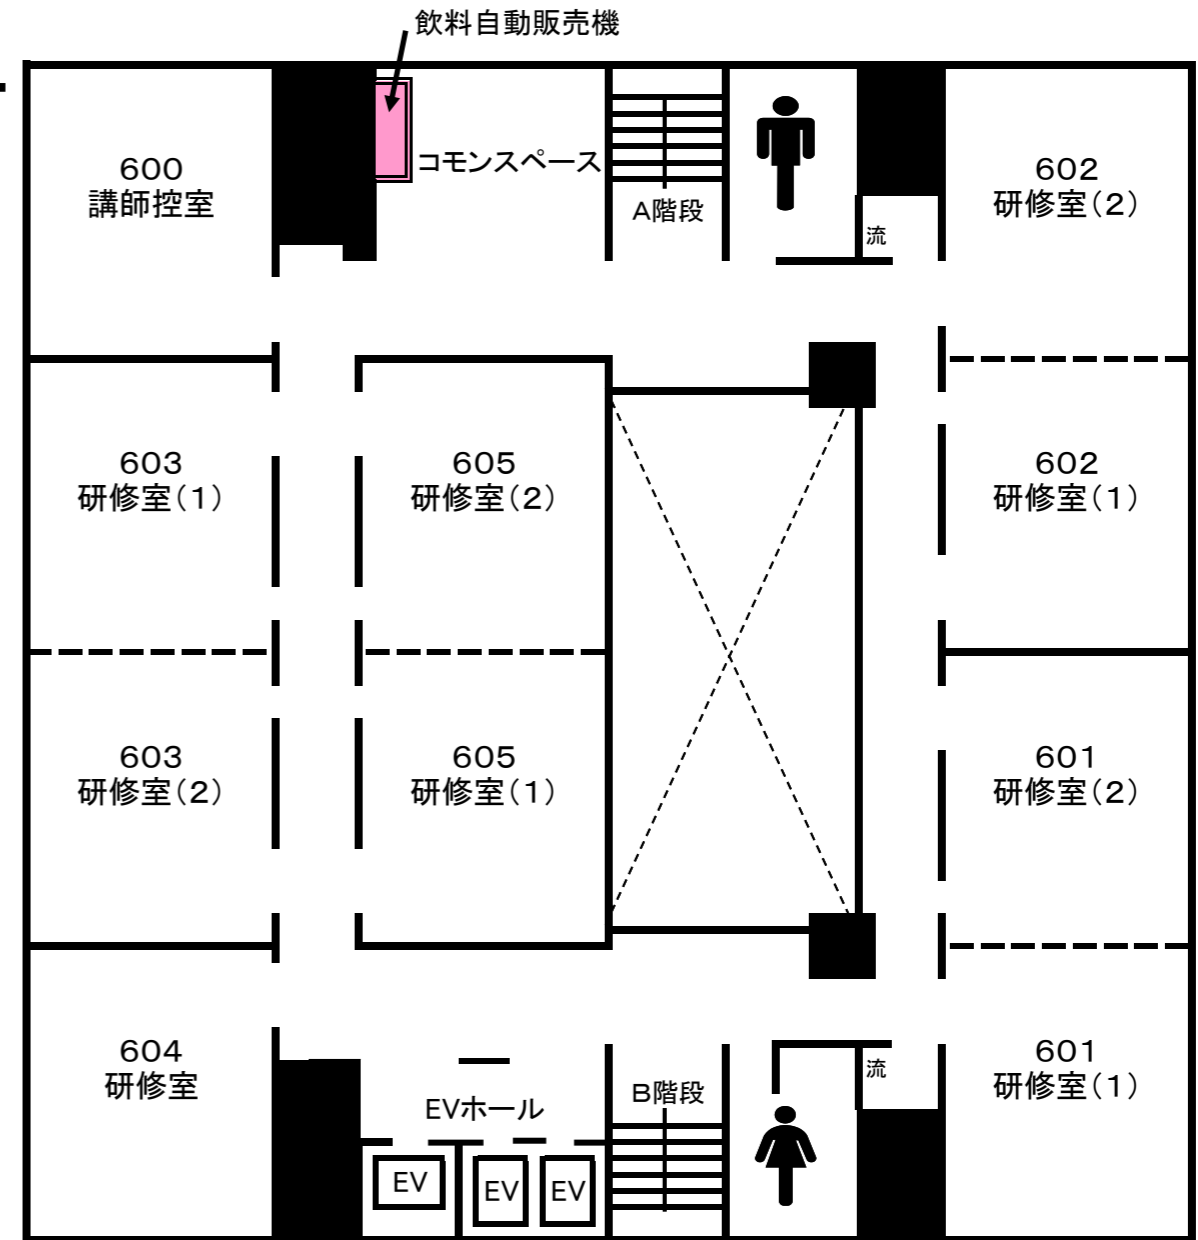 飲料自動販売機
コモンスペース
600
講師控室
A階段
流
602
研修室(2)
603
研修室(1)
605
研修室(2)
602
研修室(1)
603
研修室(2)
605
研修室(1)
601
研修室(2)
604
研修室
EVホール
B階段
流
601
研修室(1)
EV
EV
EV